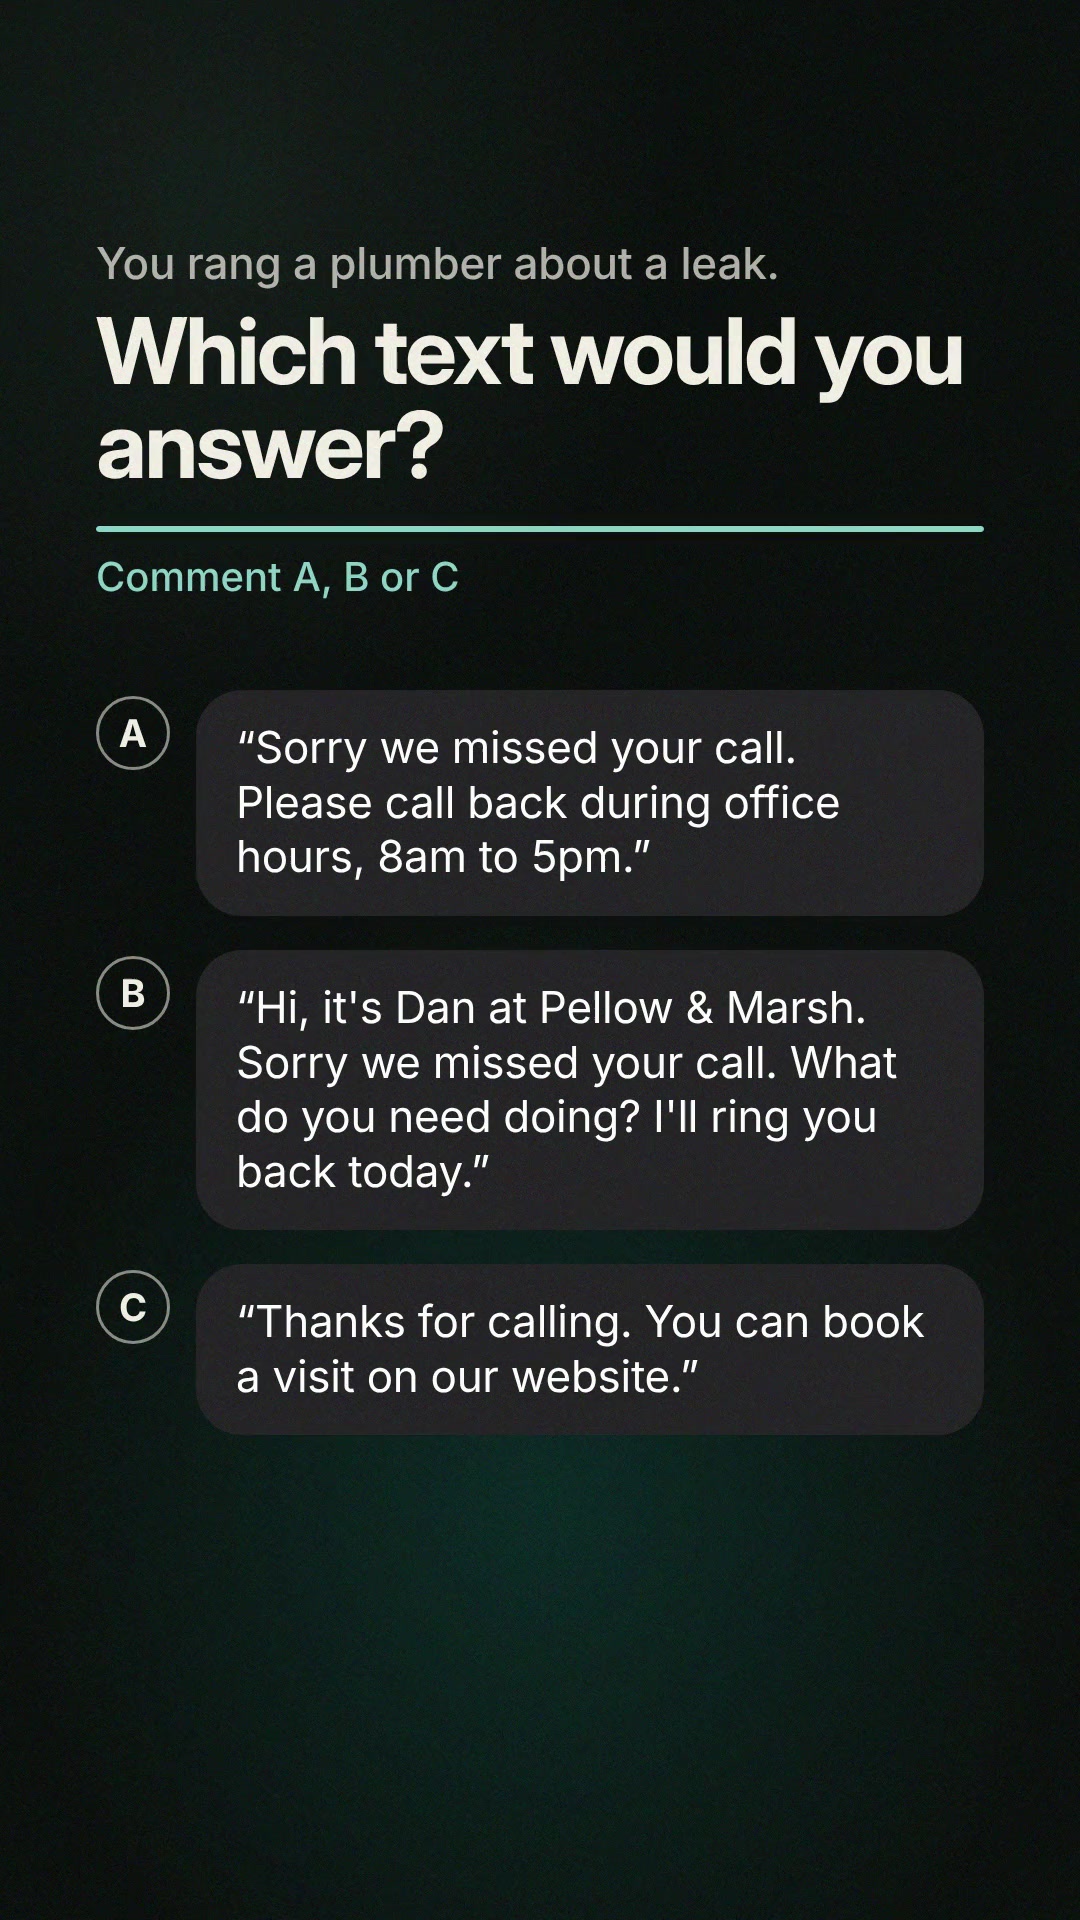 You rang a plumber about a leak.
Which text would you
answer?
Comment A, B or C
A
“Sorry we missed your call.
Please call back during office
hours, 8am to 5pm.”
B
“Hi, it's Dan at Pellow & Marsh.
Sorry we missed your call. What
do you need doing? I'll ring you
back today.”
C
“Thanks for calling. You can book
a visit on our website.”